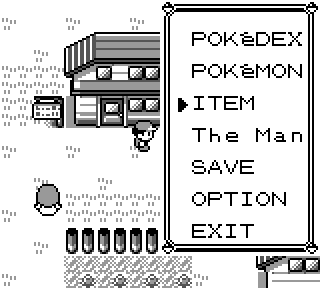 POKéDEX
POKéMON
▶ITEM
The Man
SAVE
OPTION
EXIT